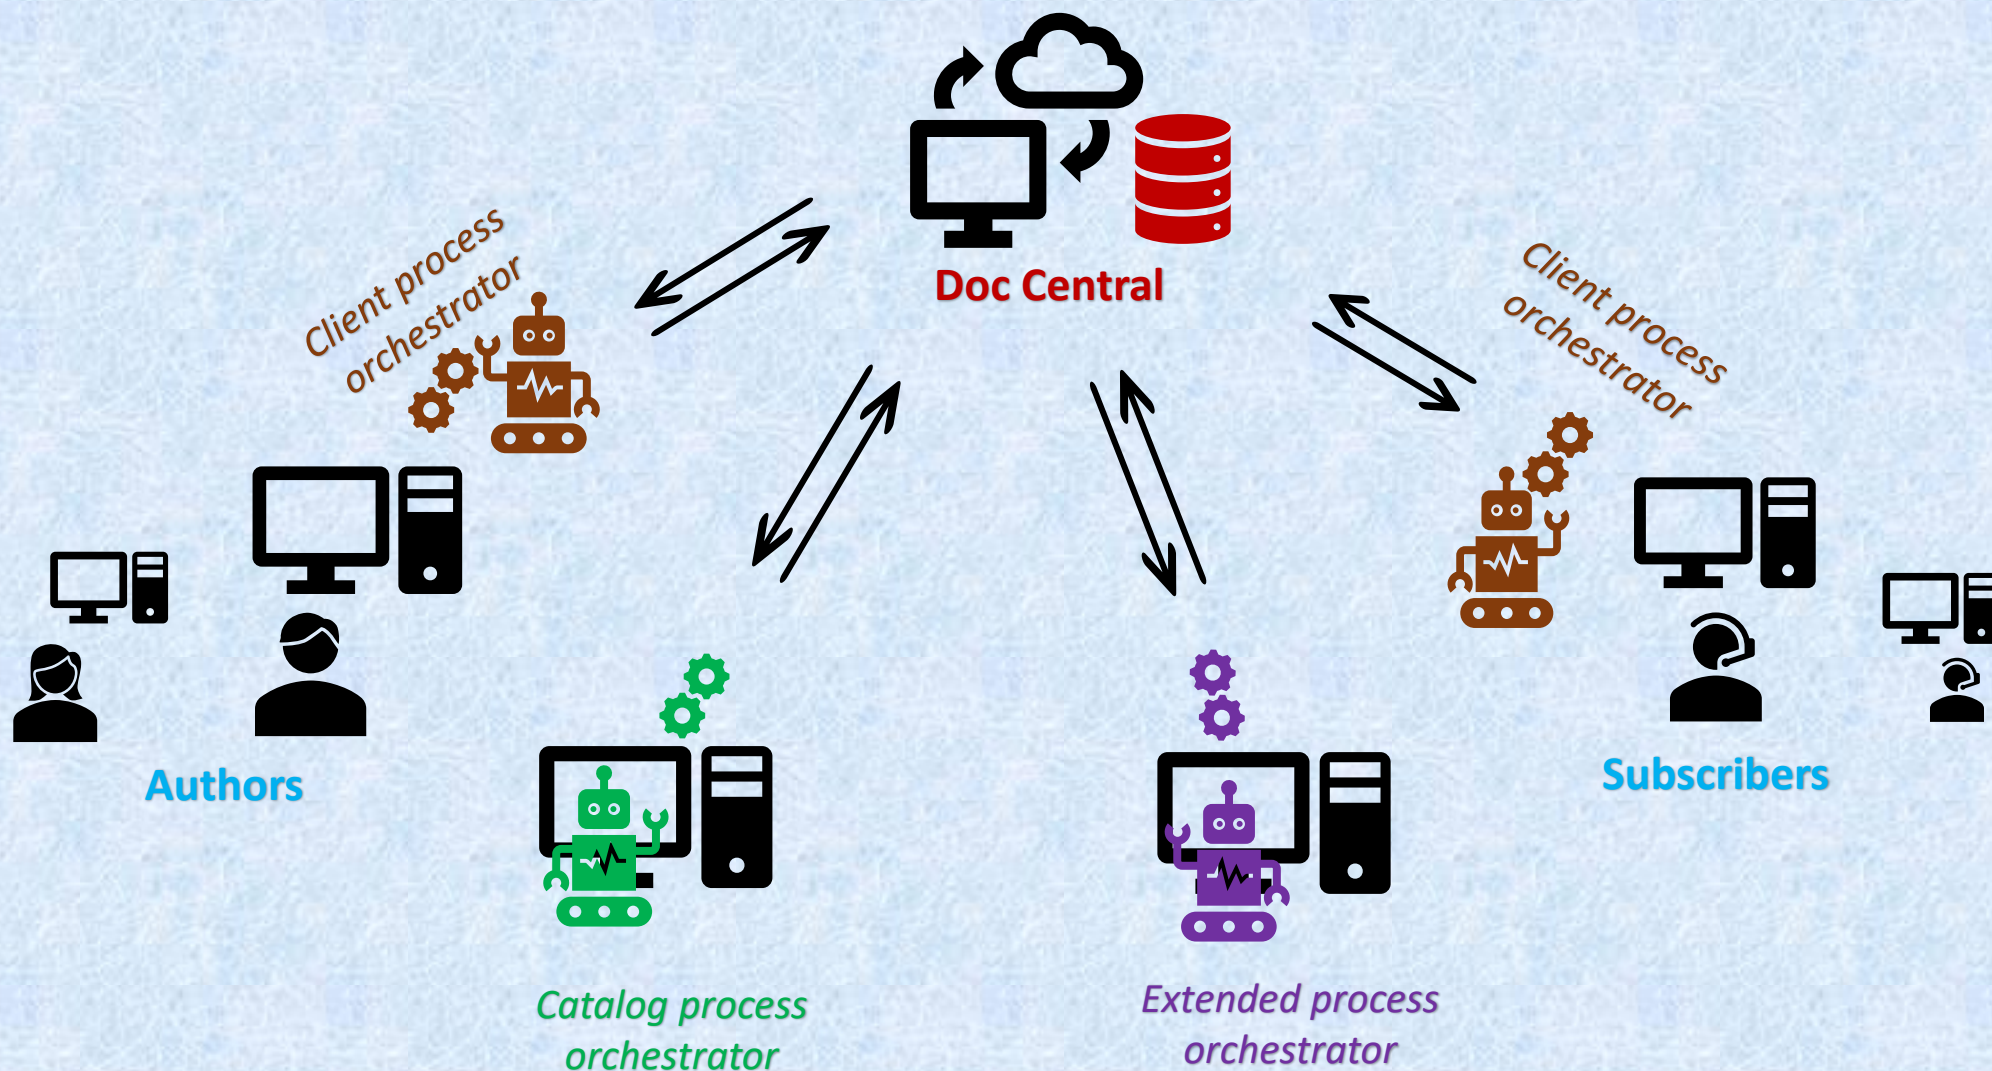 Doc Central
Client process
orchestrator
Client process
orchestrator
Authors
Subscribers
Catalog process
orchestrator
Extended process
orchestrator